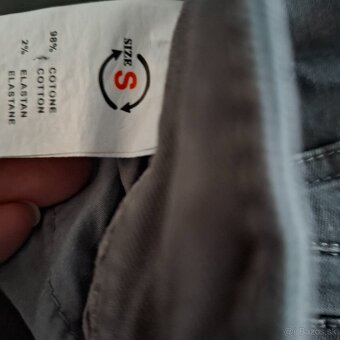 SIZE
S
98% COTONE
COTTON
2% ELASTAN
ELASTANE
© Bazos.sk